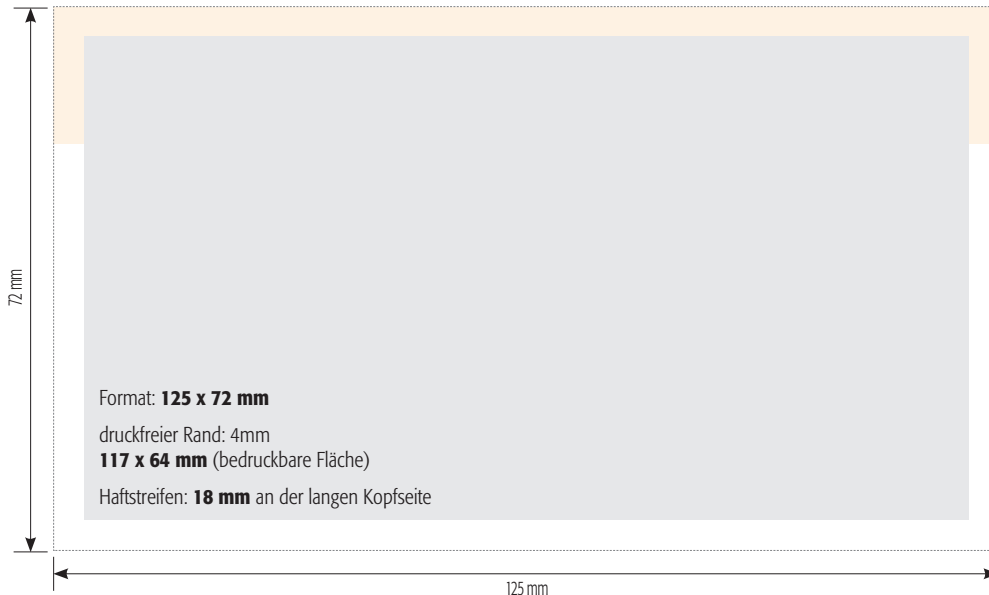 72 mm
Format: 125 x 72 mm
druckfreier Rand: 4mm
117 x 64 mm (bedruckbare Fläche)
Haftstreifen: 18 mm an der langen Kopfseite
125 mm